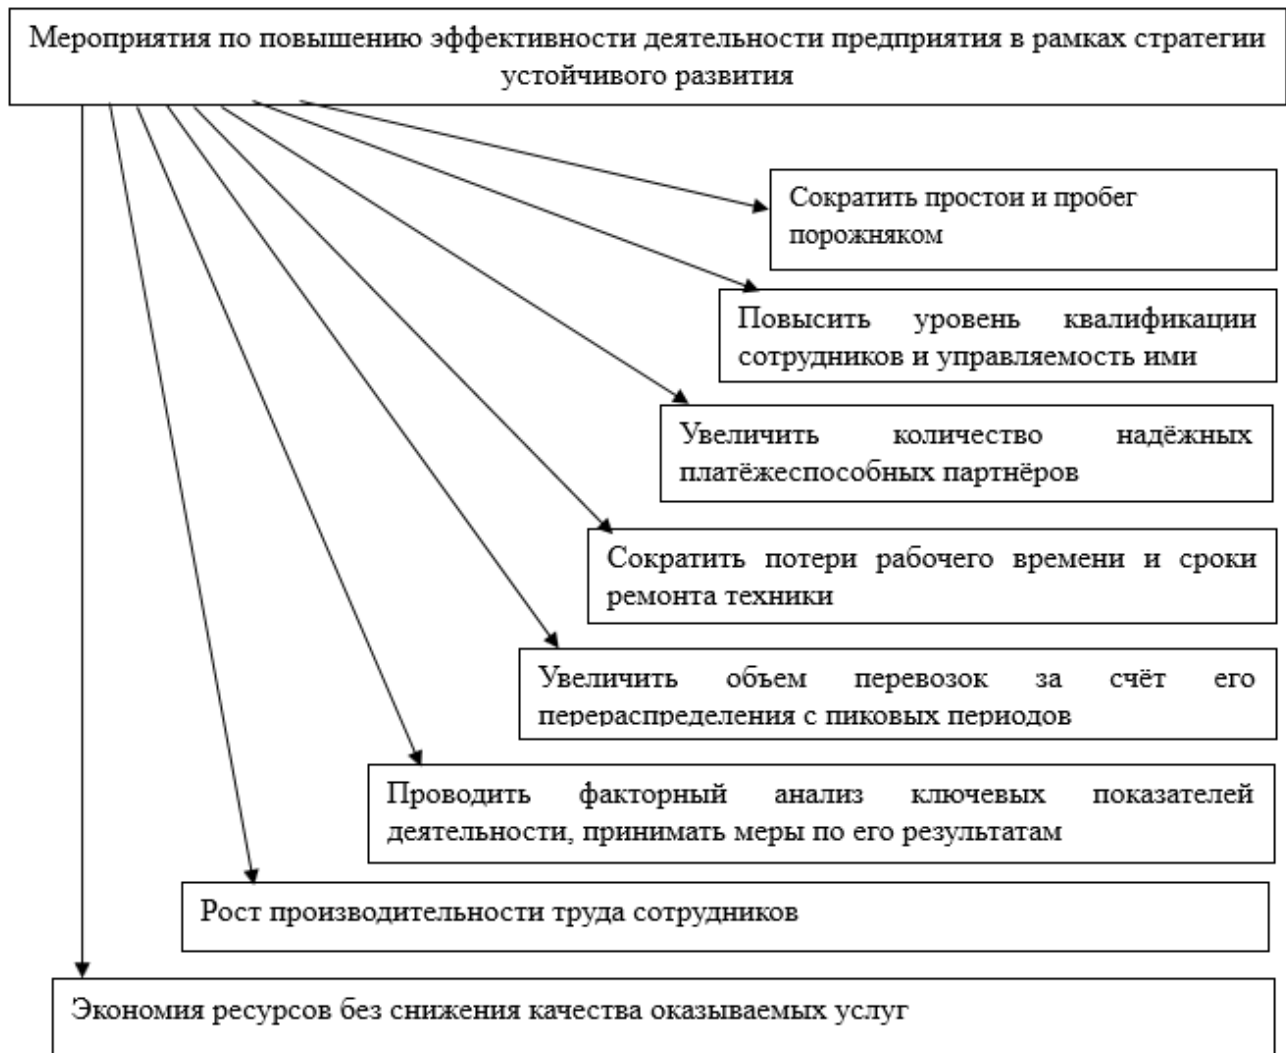 Мероприятия по повышению эффективности деятельности предприятия в рамках стратегии
устойчивого развития
Сократить простои и пробег
порожняком
Повысить уровень квалификации
сотрудников и управляемость ими
Увеличить количество надёжных
платёжеспособных партнёров
Сократить потери рабочего времени и сроки
ремонта техники
Увеличить объем перевозок за счёт его
перераспределения с пиковых периодов
Проводить факторный анализ ключевых показателей
деятельности, принимать меры по его результатам
Рост производительности труда сотрудников
Экономия ресурсов без снижения качества оказываемых услуг